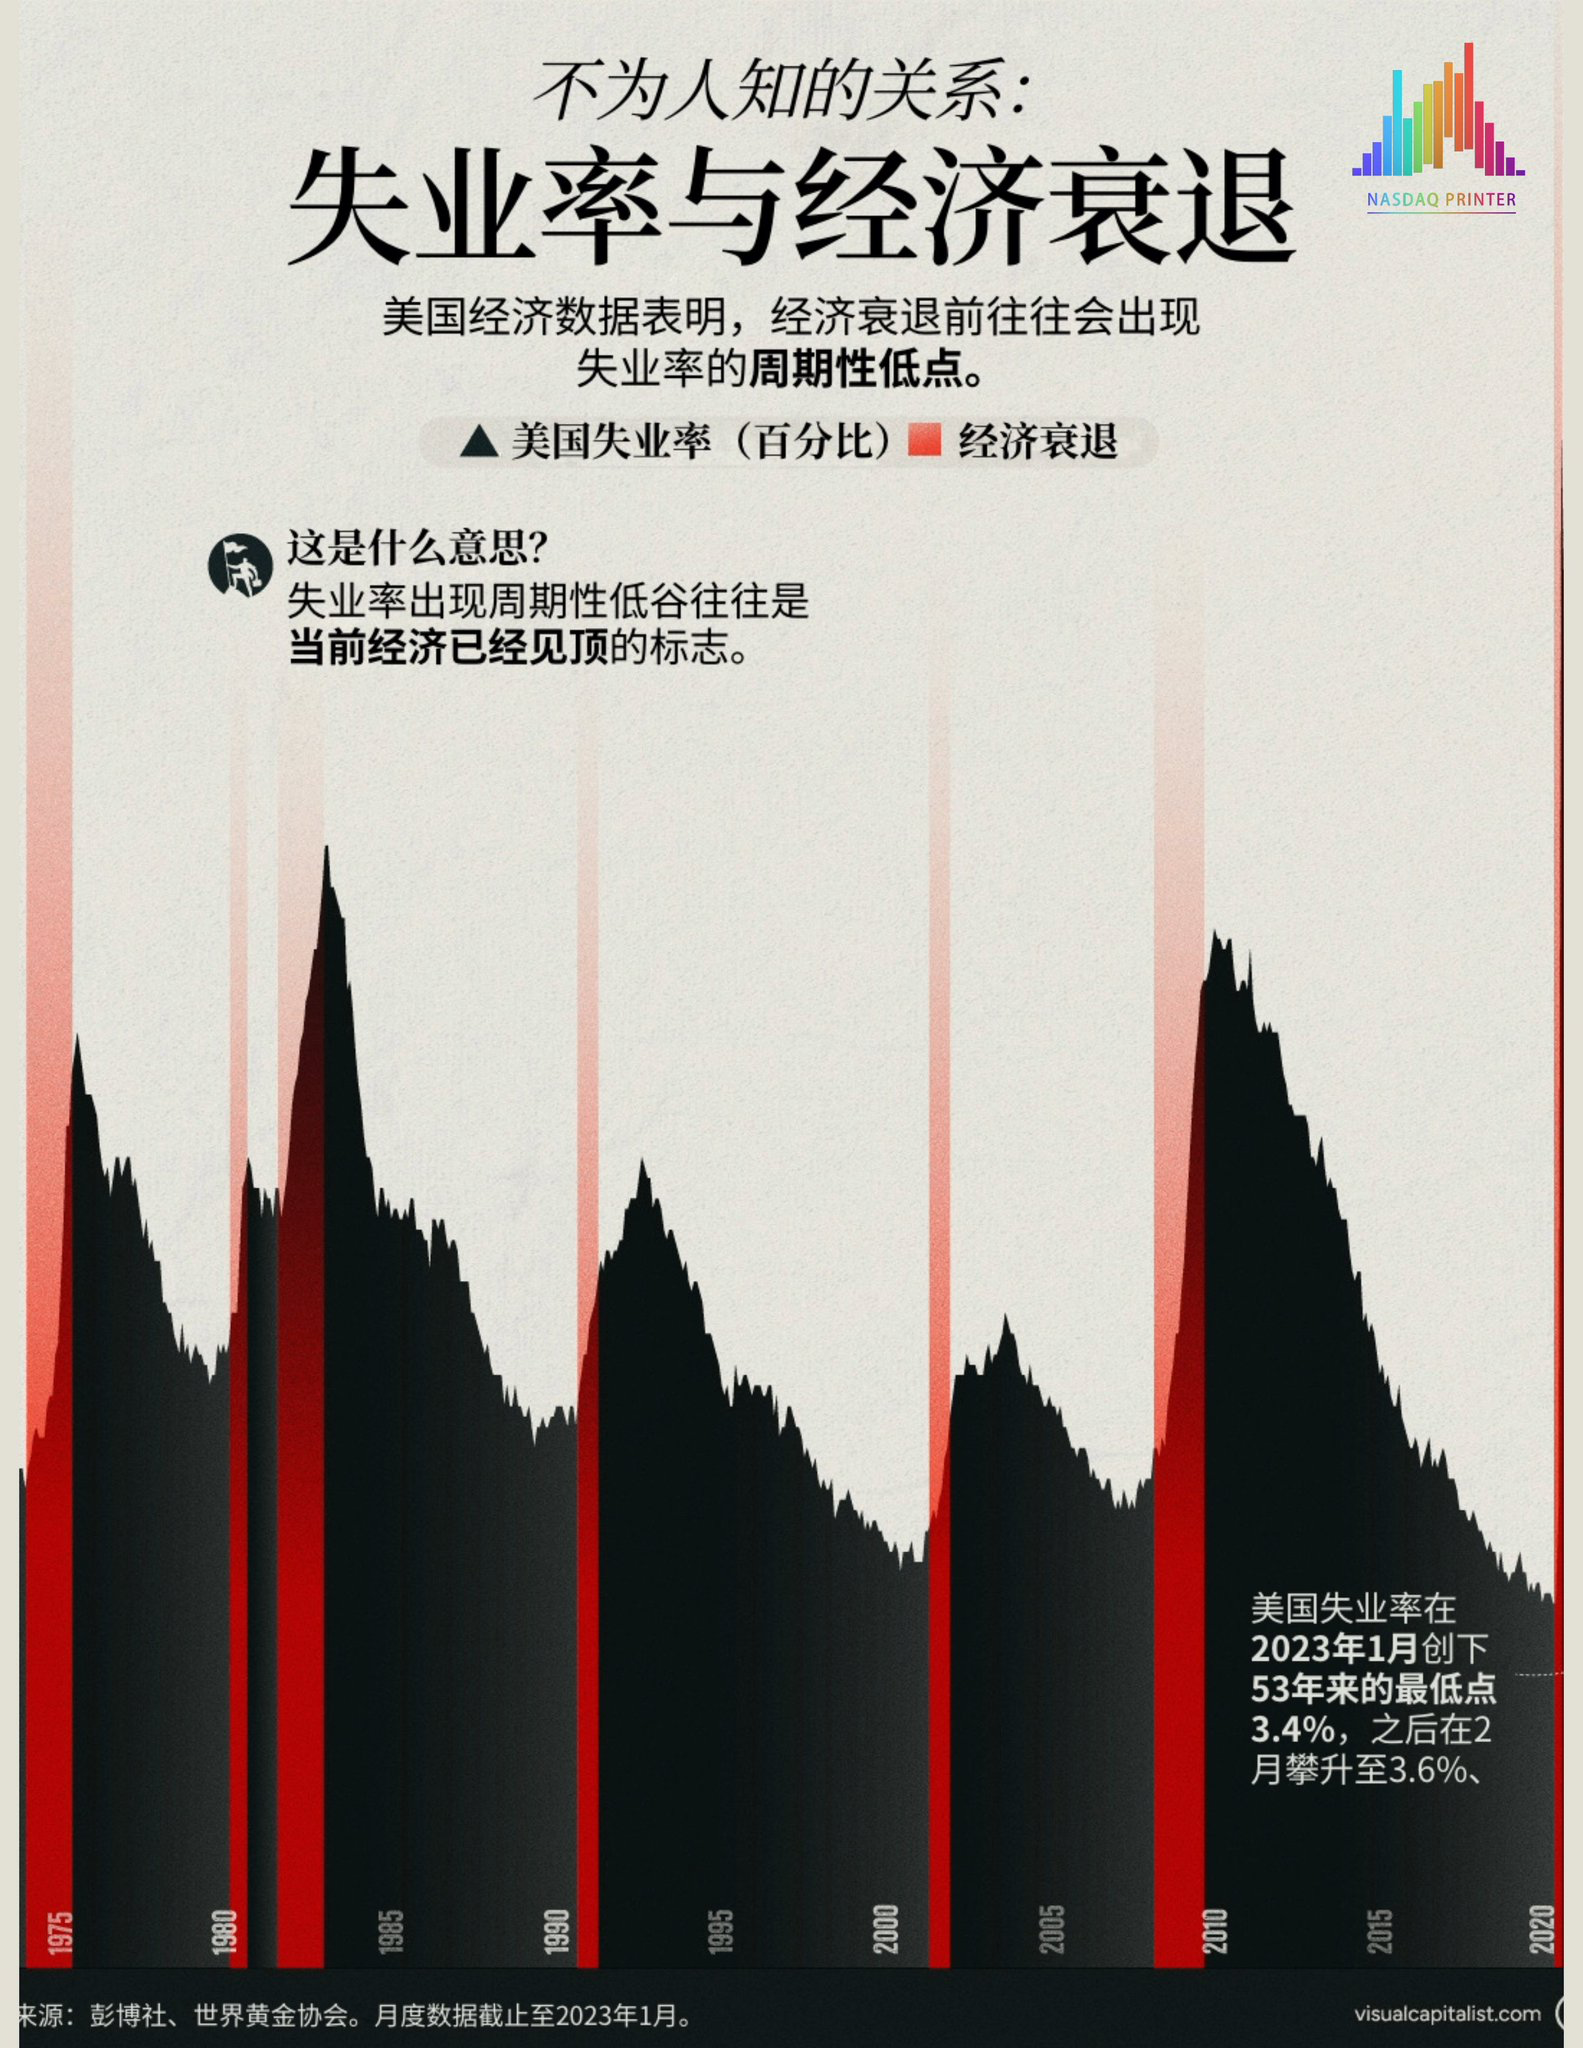 不为人知的关系：
失业率与经济衰退
NASDAQ PRINTER
美国经济数据表明，经济衰退前往往会出现
失业率的周期性低点。
美国失业率（百分比） 经济衰退
这是什么意思？
失业率出现周期性低谷往往是
当前经济已经见顶的标志。
美国失业率在
2023年1月创下
53年来的最低点
3.4%，之后在2
月攀升至3.6%、
1975 1980 1985 1990 1995 2000 2005 2010 2015 2020
来源：彭博社、世界黄金协会。月度数据截止至2023年1月。
visualcapitalist.com